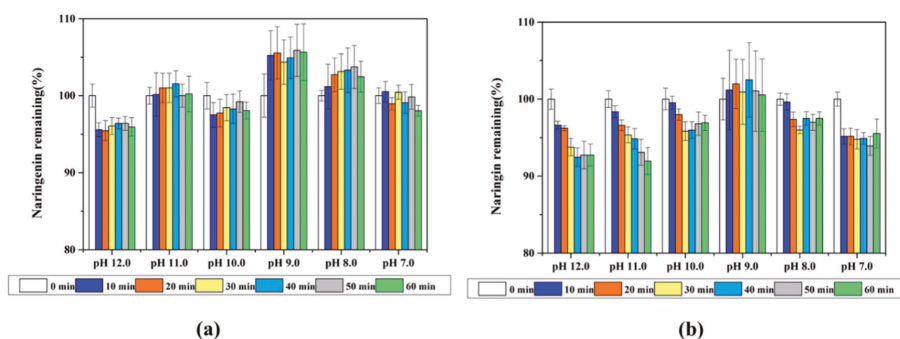 Naringenin remaining(%)
110
100
90
80
pH 12.0 pH 11.0 pH 10.0 pH 9.0 pH 8.0 pH 7.0
0 min 10 min 20 min 30 min 40 min 50 min 60 min
(a)
Naringin remaining(%)
110
100
90
80
pH 12.0 pH 11.0 pH 10.0 pH 9.0 pH 8.0 pH 7.0
0 min 10 min 20 min 30 min 40 min 50 min 60 min
(b)